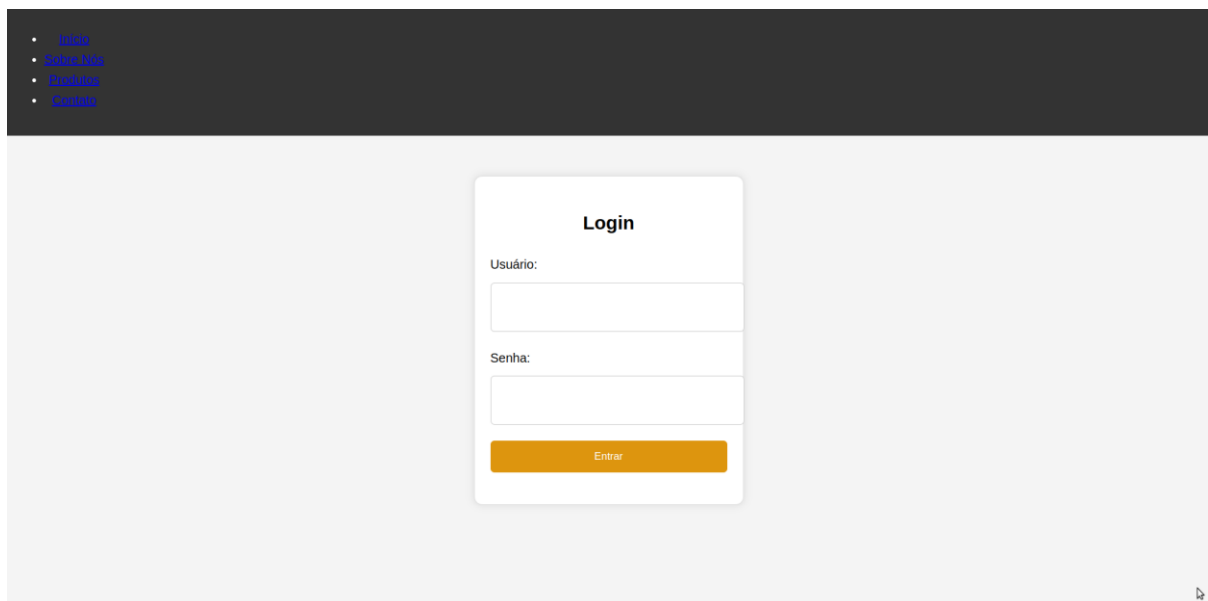 Início
Sobre Nós
Produtos
Contato
Login
Usuário:
Senha:
Entrar